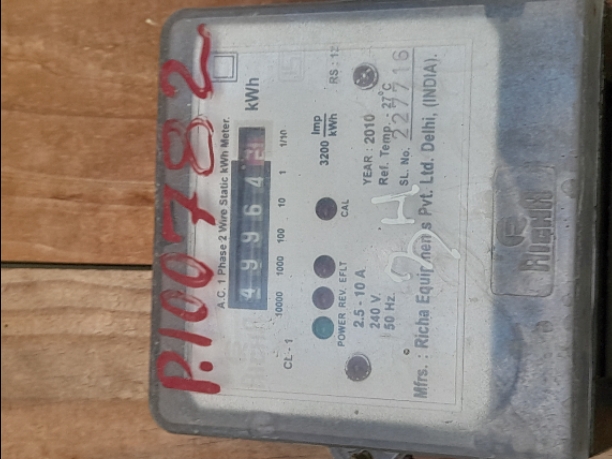 P.100782
A.C. 1 Phase 2 Wire Static kWh Meter.
kWh
4 9 9 6 4
10000 1000 100 10 1 1/10
CL - 1
POWER REV. EFLT
CAL
3200 Imp
kWh
RS : 12
2.5 - 10 A
240 V.
50 Hz.
YEAR : 2010
Ref. Temp. : 27°C
SL. No. 227716
Mfrs. : Richa Equipments Pvt. Ltd. Delhi, (INDIA).